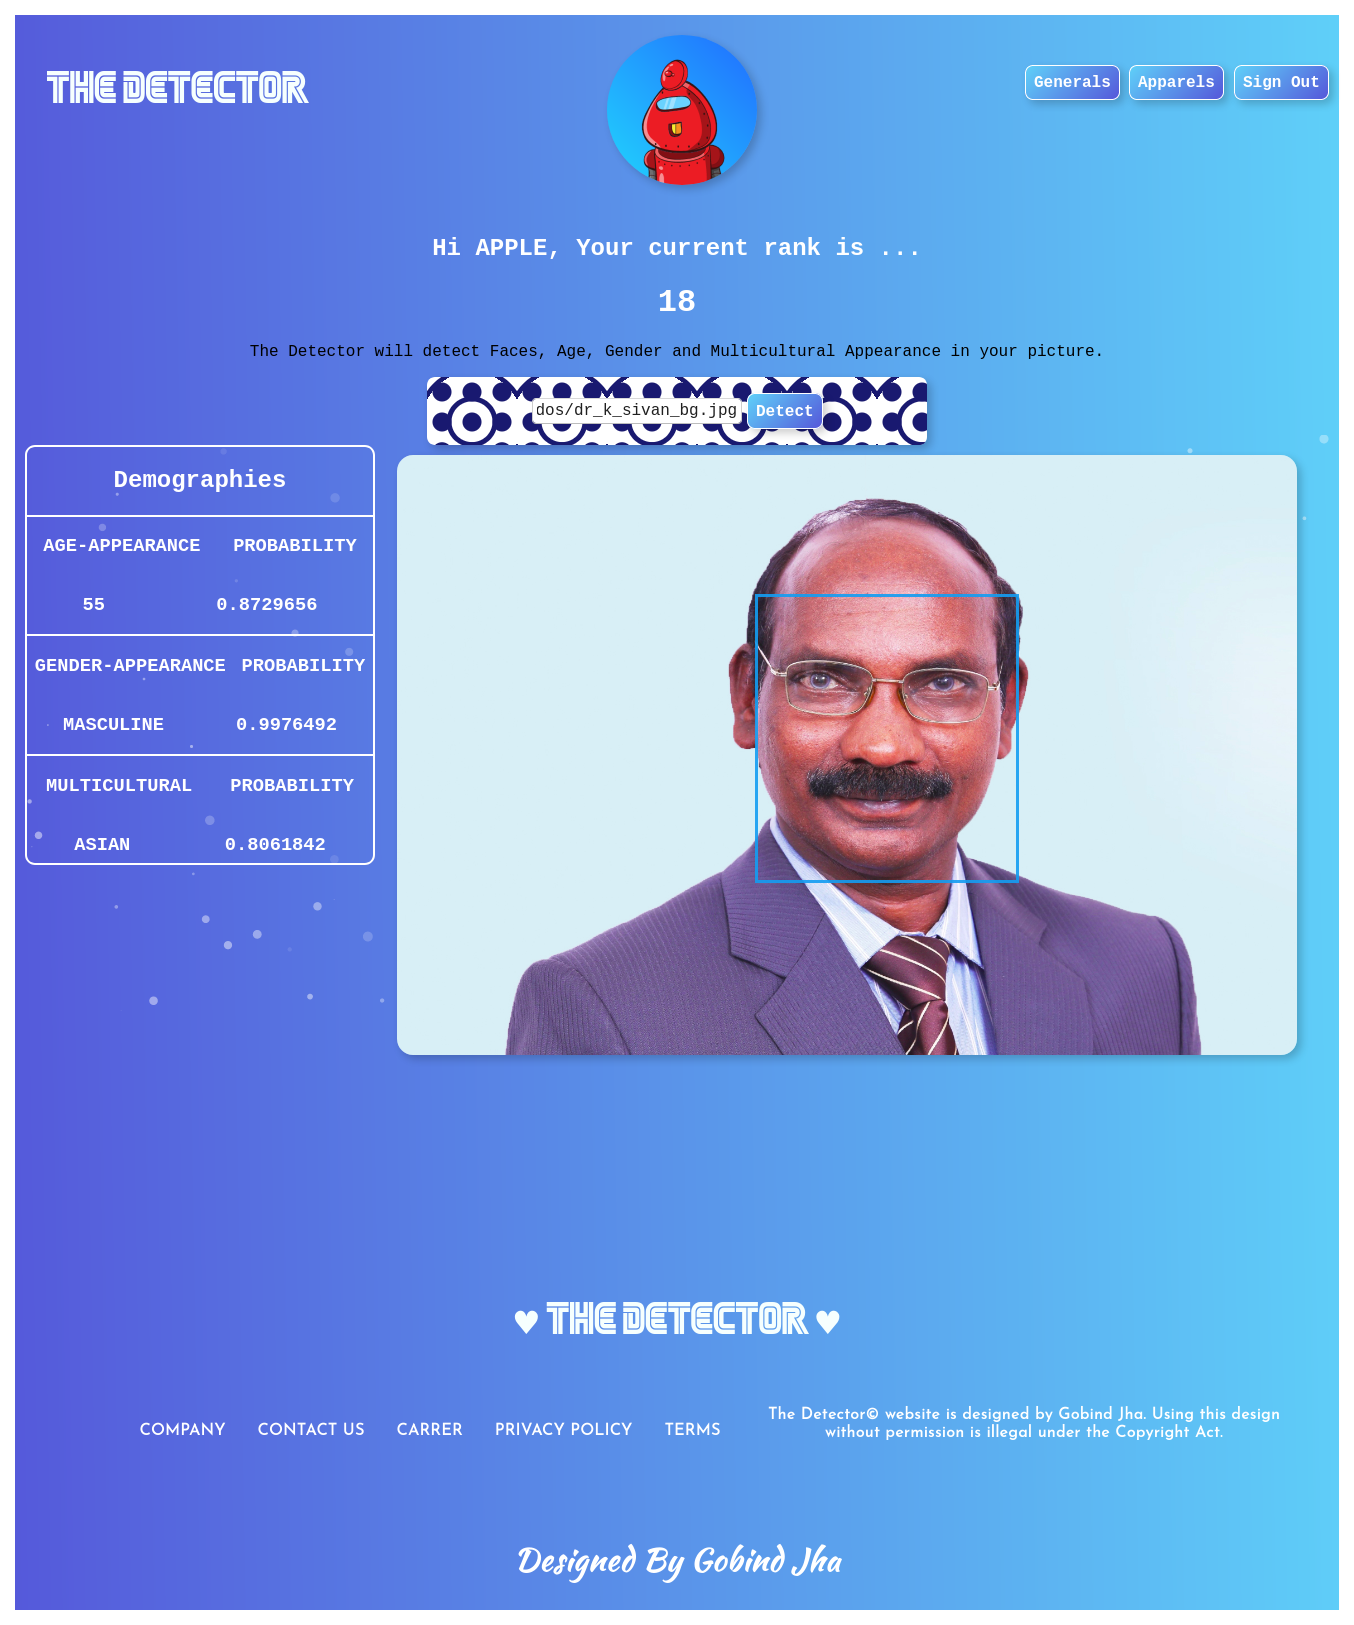 THE DETECTOR
Generals Apparels Sign Out
Hi APPLE, Your current rank is ...
18
The Detector will detect Faces, Age, Gender and Multicultural Appearance in your picture.
dos/dr_k_sivan_bg.jpg Detect
Demographies
AGE-APPEARANCE PROBABILITY
55 0.8729656
GENDER-APPEARANCE PROBABILITY
MASCULINE 0.9976492
MULTICULTURAL PROBABILITY
ASIAN 0.8061842
♥ THE DETECTOR ♥
COMPANY CONTACT US CARRER PRIVACY POLICY TERMS
The Detector© website is designed by Gobind Jha. Using this design
without permission is illegal under the Copyright Act.
Designed By Gobind Jha